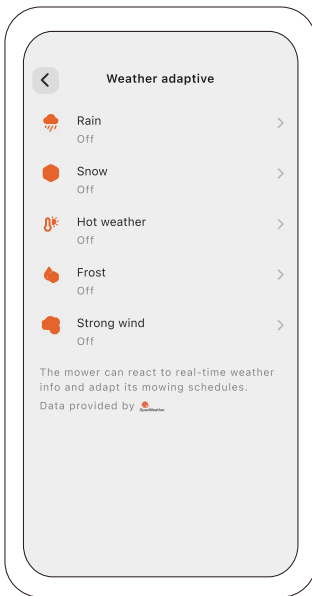 Weather adaptive
Rain
Off
Snow
Off
Hot weather
Off
Frost
Off
Strong wind
Off
The mower can react to real-time weather
info and adapt its mowing schedules.
Data provided by OpenWeather